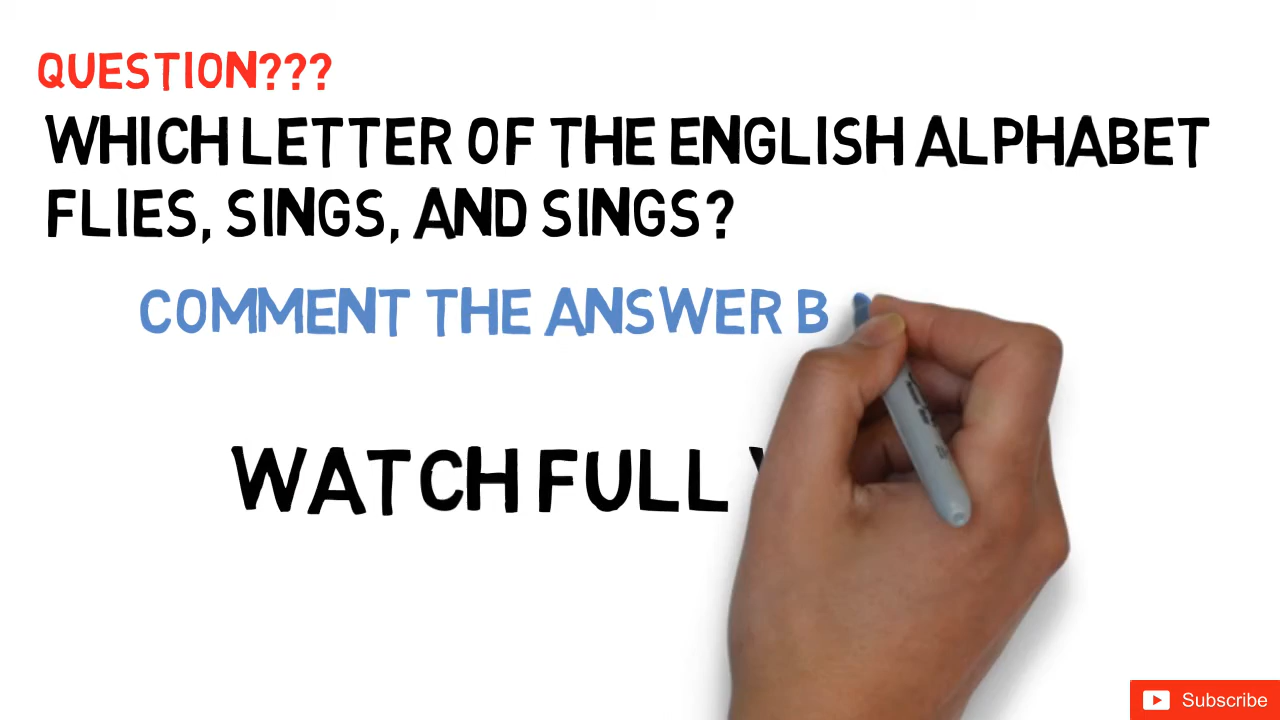 QUESTION???
WHICH LETTER OF THE ENGLISH ALPHABET
FLIES, SINGS, AND SINGS?
COMMENT THE ANSWER B
WATCH FULL
Subscribe